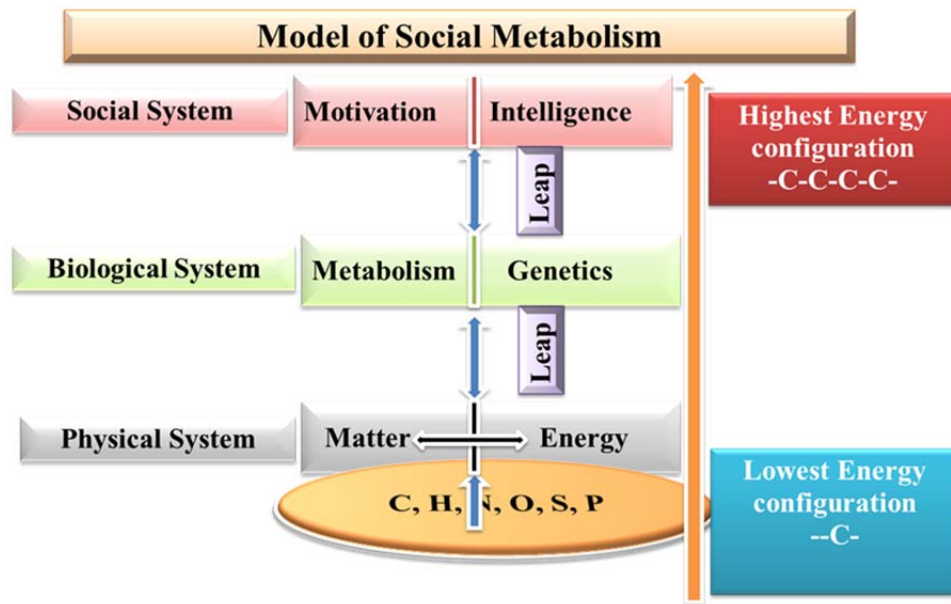 Model of Social Metabolism
Social System
Motivation
Intelligence
Highest Energy
configuration
-C-C-C-C-
Leap
Biological System
Metabolism
Genetics
Leap
Physical System
Matter
Energy
Lowest Energy
configuration
--C-
C, H, N, O, S, P